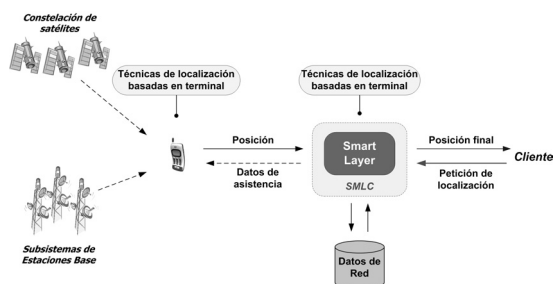 Constelación de
satélites
Técnicas de localización
basadas en terminal
Técnicas de localización
basadas en terminal
Posición
Datos de
asistencia
Smart
Layer
SMLC
Posición final
Petición de
localización
Cliente
Subsistemas de
Estaciones Base
Datos de
Red